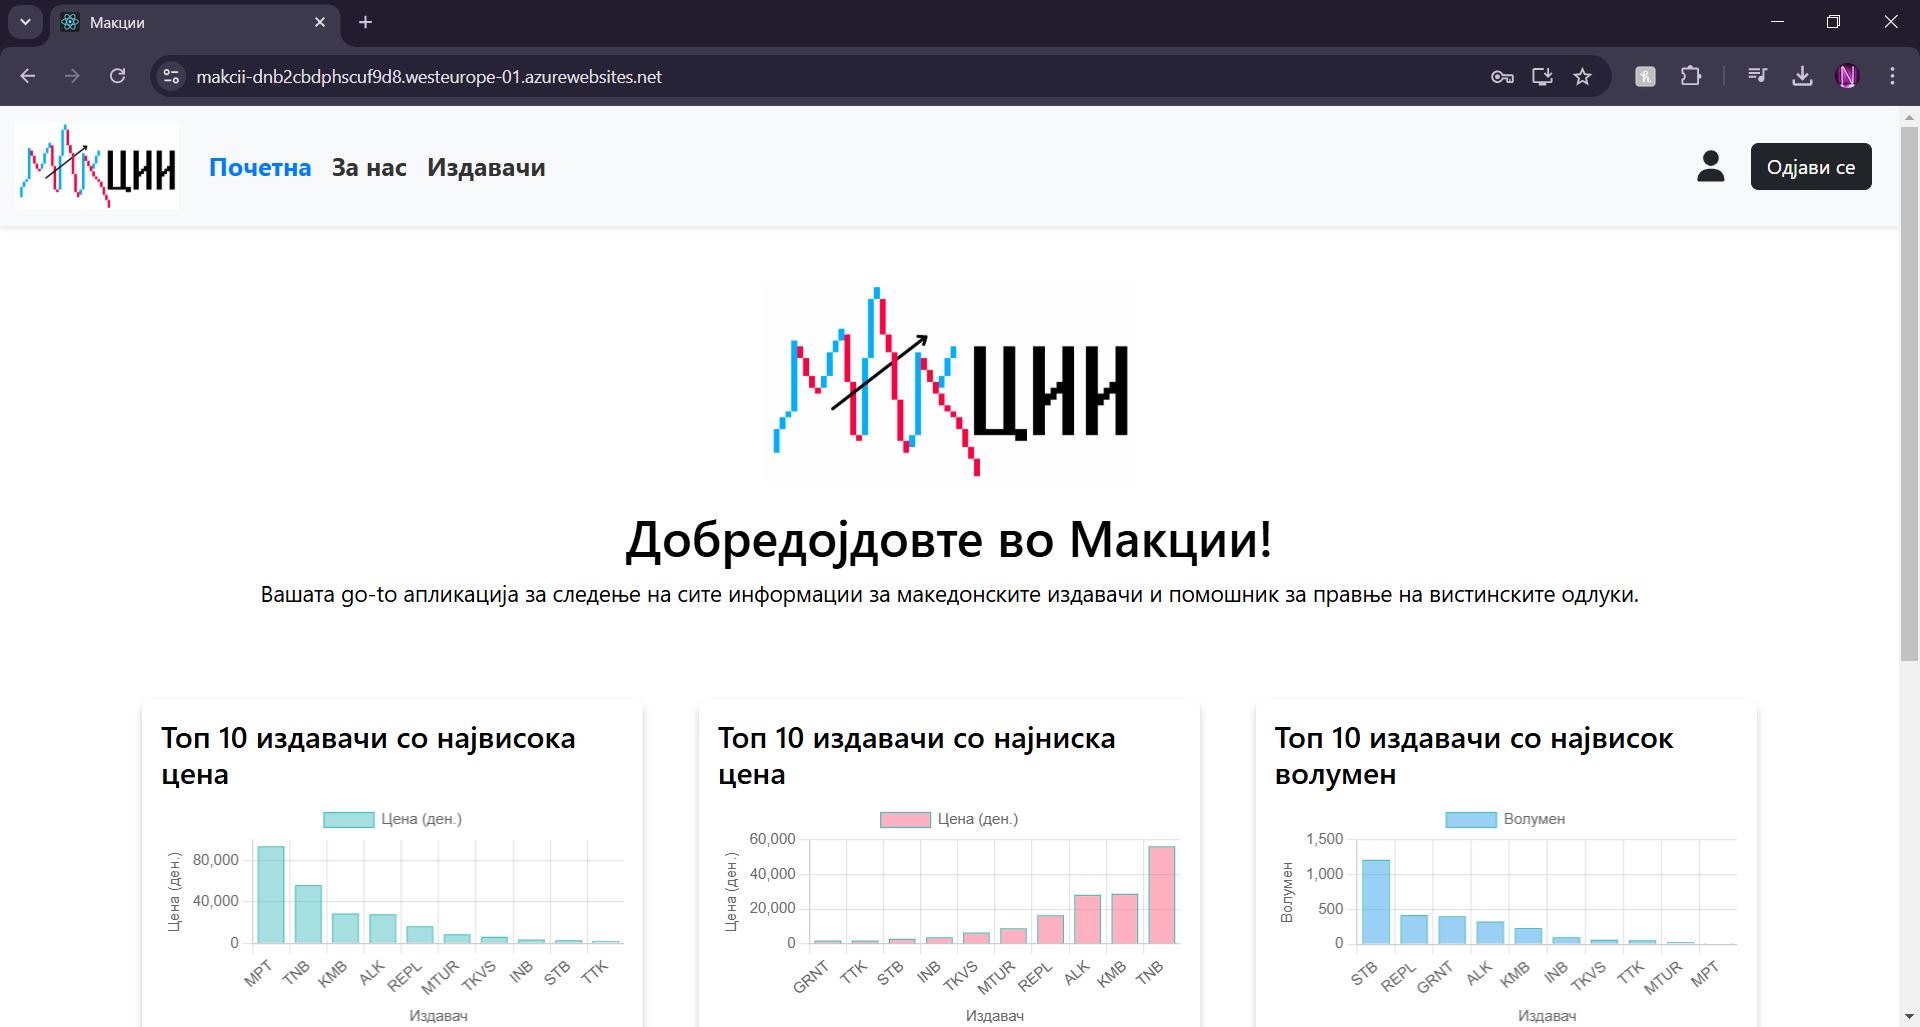 Макции
makcii-dnb2cbdphscuf9d8.westeurope-01.azurewebsites.net
N
МАКЦИИ
Почетна За нас Издавачи
Одјави се
МАКЦИИ
Добредојдовте во Макции!
Вашата go-to апликација за следење на сите информации за македонските издавачи и помошник за правње на вистинските одлуки.
Топ 10 издавачи со највисока
цена
Цена (ден.)
Цена (ден.)
80,000
40,000
0
MPT TNB KMB ALK REPL MTUR TKVS INB STB TTK
Издавач
Топ 10 издавачи со најниска
цена
Цена (ден.)
Цена (ден.)
60,000
40,000
20,000
0
GRNT TTK STB INB TKVS MTUR REPL ALK KMB TNB
Издавач
Топ 10 издавачи со највисок
волумен
Волумен
Волумен
1,500
1,000
500
0
STB REPL GRNT ALK KMB INB TKVS TTK MTUR MPT
Издавач